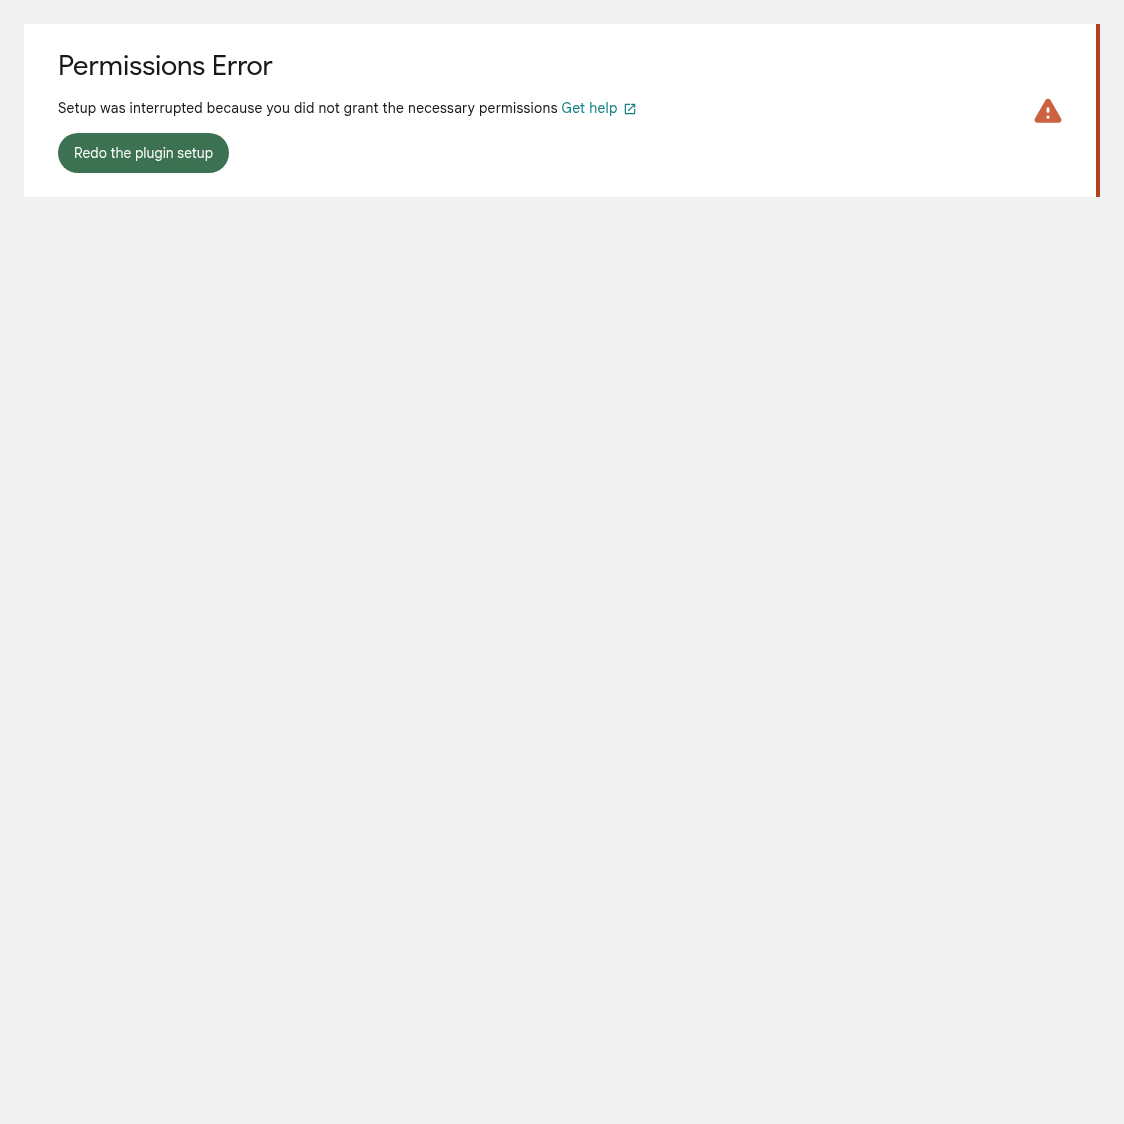 Permissions Error
Setup was interrupted because you did not grant the necessary permissions Get help
Redo the plugin setup